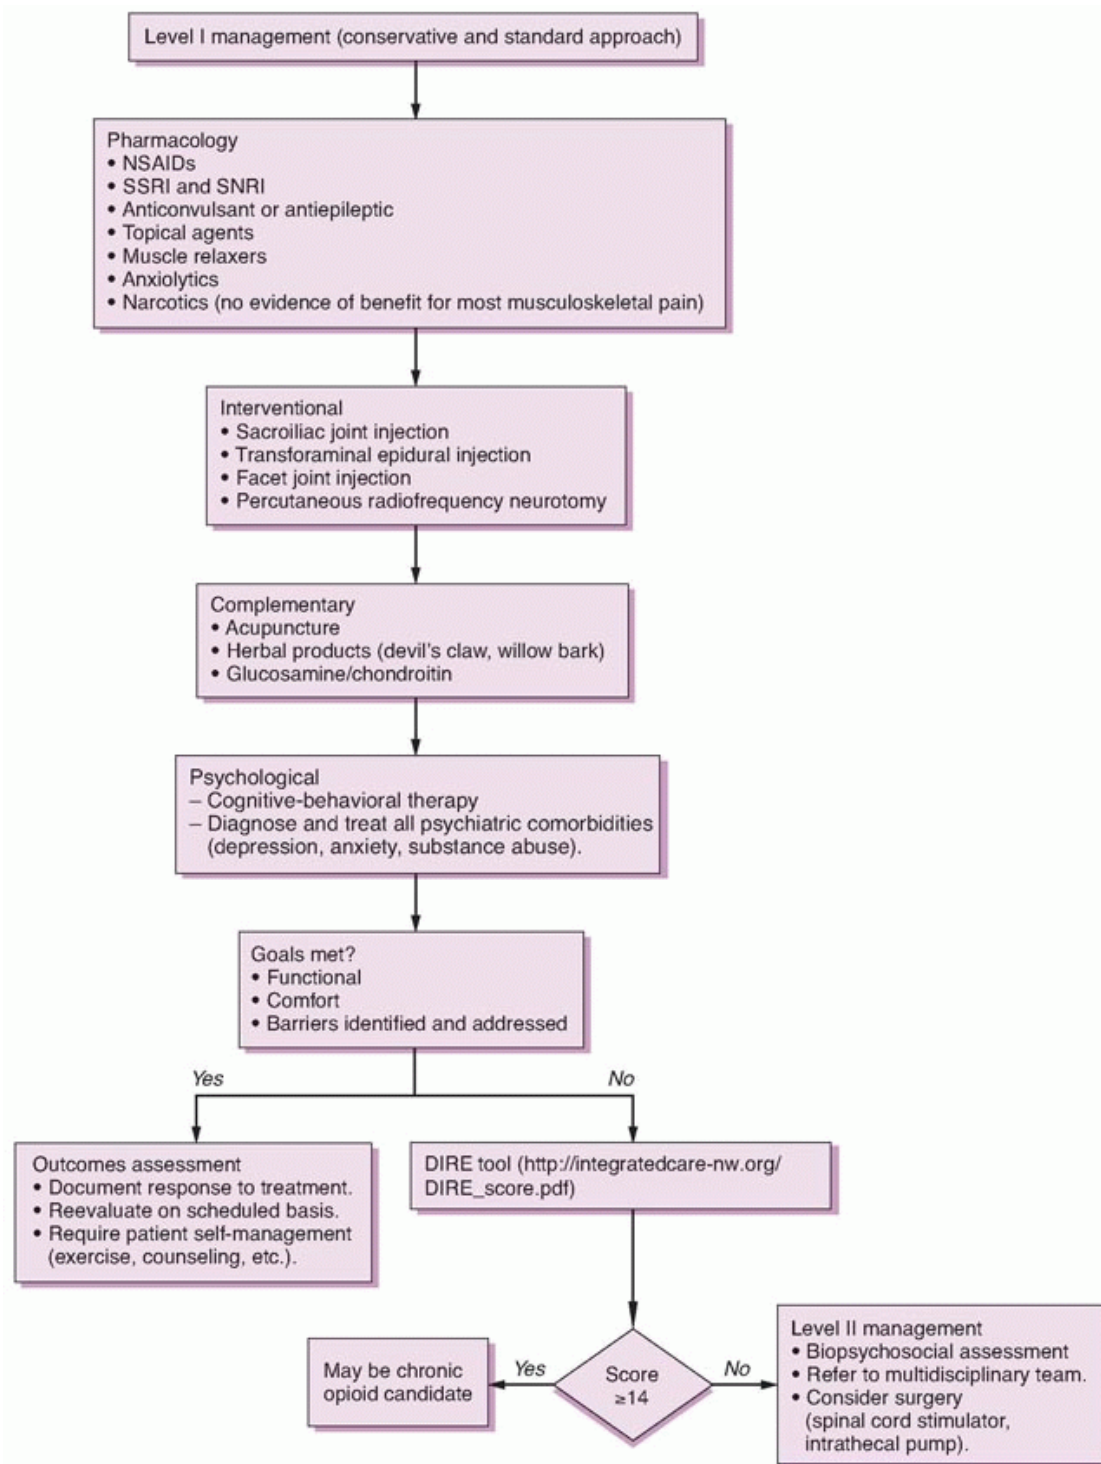 Level I management (conservative and standard approach)
Pharmacology
• NSAIDs
• SSRI and SNRI
• Anticonvulsant or antiepileptic
• Topical agents
• Muscle relaxers
• Anxiolytics
• Narcotics (no evidence of benefit for most musculoskeletal pain)
Interventional
• Sacroiliac joint injection
• Transforaminal epidural injection
• Facet joint injection
• Percutaneous radiofrequency neurotomy
Complementary
• Acupuncture
• Herbal products (devil's claw, willow bark)
• Glucosamine/chondroitin
Psychological
– Cognitive-behavioral therapy
– Diagnose and treat all psychiatric comorbidities
(depression, anxiety, substance abuse).
Goals met?
• Functional
• Comfort
• Barriers identified and addressed
Yes
No
Outcomes assessment
• Document response to treatment.
• Reevaluate on scheduled basis.
• Require patient self-management
(exercise, counseling, etc.).
DIRE tool (http://integratedcare-nw.org/
DIRE_score.pdf)
May be chronic
opioid candidate
Yes
Score
≥14
No
Level II management
• Biopsychosocial assessment
• Refer to multidisciplinary team.
• Consider surgery
(spinal cord stimulator,
intrathecal pump).